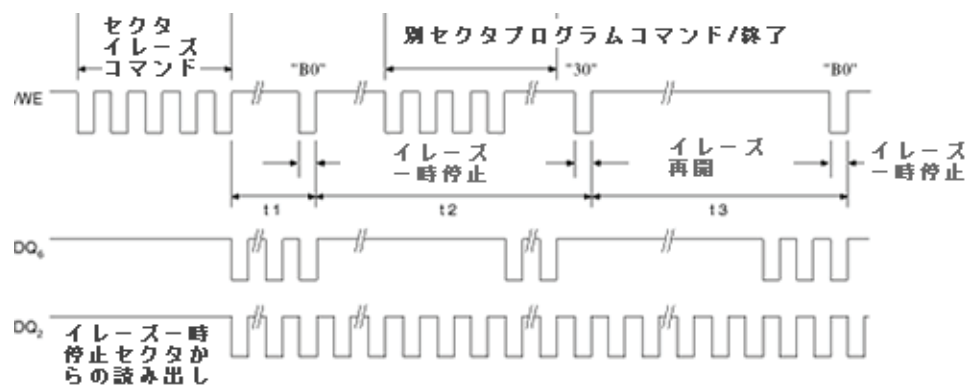 セクタ
イレーズ
コマンド
別セクタプログラムコマンド/終了
"B0"
"30"
"B0"
/WE
イレーズ
一時停止
イレーズ
再開
イレーズ
一時停止
t1
t2
t3
DQ6
DQ2
イレーズ一時
停止セクタか
らの読み出し